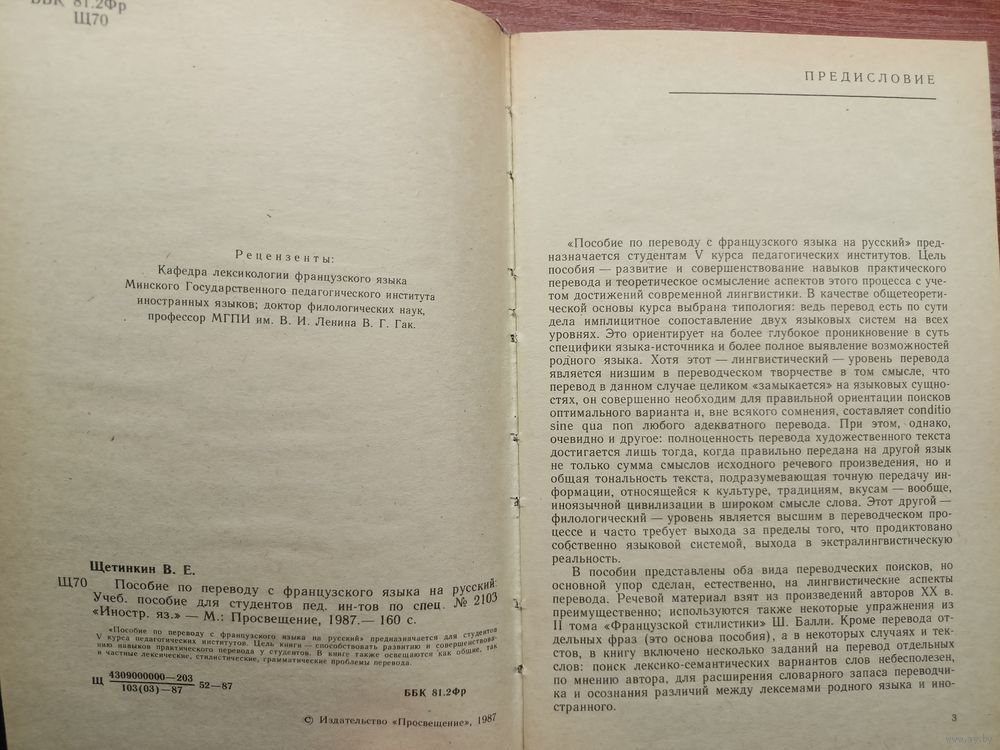 ББК 81.2Фр
Щ70
Рецензенты:
Кафедра лексикологии французского языка
Минского Государственного педагогического института
иностранных языков; доктор филологических наук,
профессор МГПИ им. В. И. Ленина В. Г. Гак.
Щетинкин В. Е.
Щ70 Пособие по переводу с французского языка на русский:
Учеб. пособие для студентов пед. ин-тов по спец. № 2103
«Иностр. яз.» — М.: Просвещение, 1987.— 160 с.
«Пособие по переводу с французского языка на русский» предназначается для студентов
V курса педагогических институтов. Цель книги — способствовать развитию и совершенствова-
нию навыков практического перевода у студентов. В книге также освещаются как общие, так
и частные лексические, стилистические, грамматические проблемы перевода.
Щ 4309000000—203
103(03)—87 52—87
ББК 81.2Фр
© Издательство «Просвещение», 1987
ПРЕДИСЛОВИЕ
«Пособие по переводу с французского языка на русский» пред-
назначается студентам V курса педагогических институтов. Цель
пособия — развитие и совершенствование навыков практического
перевода и теоретическое осмысление аспектов этого процесса с уче-
том достижений современной лингвистики. В качестве общетеорети-
ческой основы курса выбрана типология: ведь перевод есть по сути
дела имплицитное сопоставление двух языковых систем на всех
уровнях. Это ориентирует на более глубокое проникновение в суть
специфики языка-источника и более полное выявление возможностей
родного языка. Хотя этот — лингвистический — уровень перевода
является низшим в переводческом творчестве в том смысле, что
перевод в данном случае целиком «замыкается» на языковых сущно-
стях, он совершенно необходим для правильной ориентации поисков
оптимального варианта и, вне всякого сомнения, составляет conditio
sine qua non любого адекватного перевода. При этом, однако,
очевидно и другое: полноценность перевода художественного текста
достигается лишь тогда, когда правильно передана на другой язык
не только сумма смыслов исходного речевого произведения, но и
общая тональность текста, подразумевающая точную передачу ин-
формации, относящейся к культуре, традициям, вкусам — вообще,
иноязычной цивилизации в широком смысле слова. Этот другой —
филологический — уровень является высшим в переводческом про-
цессе и часто требует выхода за пределы того, что продиктовано
собственно языковой системой, выхода в экстралингвистическую
реальность.
В пособии представлены оба вида переводческих поисков, но
основной упор сделан, естественно, на лингвистические аспекты
перевода. Речевой материал взят из произведений авторов XX в.
преимущественно; используются также некоторые упражнения из
II тома «Французской стилистики» Ш. Балли. Кроме перевода от-
дельных фраз (это основа пособия), а в некоторых случаях и тек-
стов, в книгу включено несколько заданий на перевод отдельных
слов: поиск лексико-семантических вариантов слов небесполезен,
по мнению автора, для расширения словарного запаса переводчи-
ка и осознания различий между лексемами родного языка и ино-
странного.
3
www.ay.by